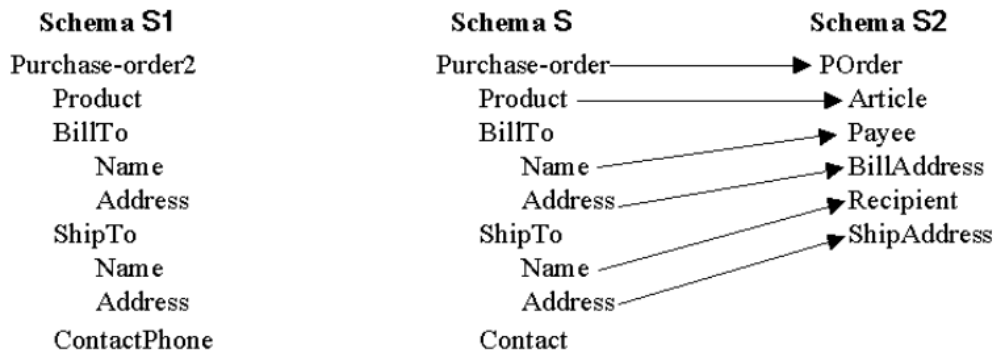 Schema S1 Schema S Schema S2
Purchase-order2 Purchase-order POrder
Product Product Article
BillTo BillTo Payee
Name Name BillAddress
Address Address Recipient
ShipTo ShipTo ShipAddress
Name Name
Address Address
ContactPhone Contact